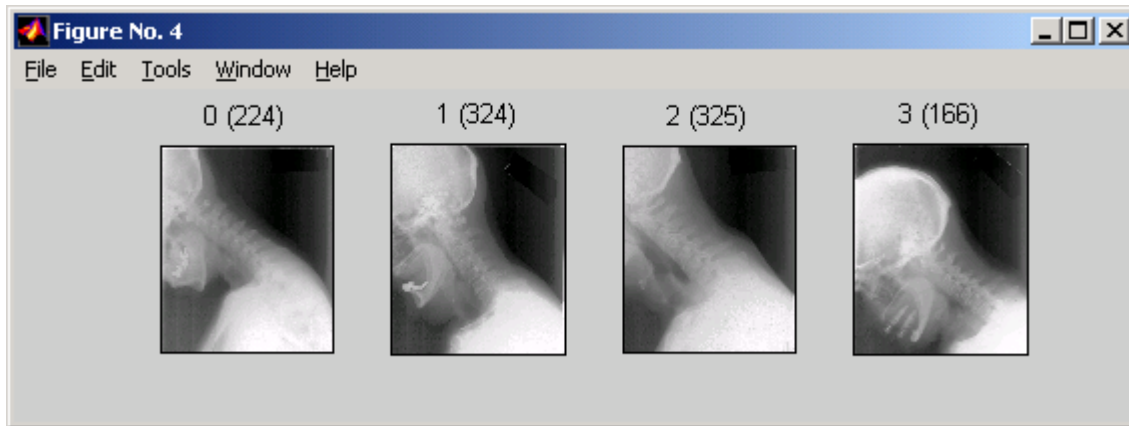 Figure No. 4
File Edit Tools Window Help
0 (224) 1 (324) 2 (325) 3 (166)